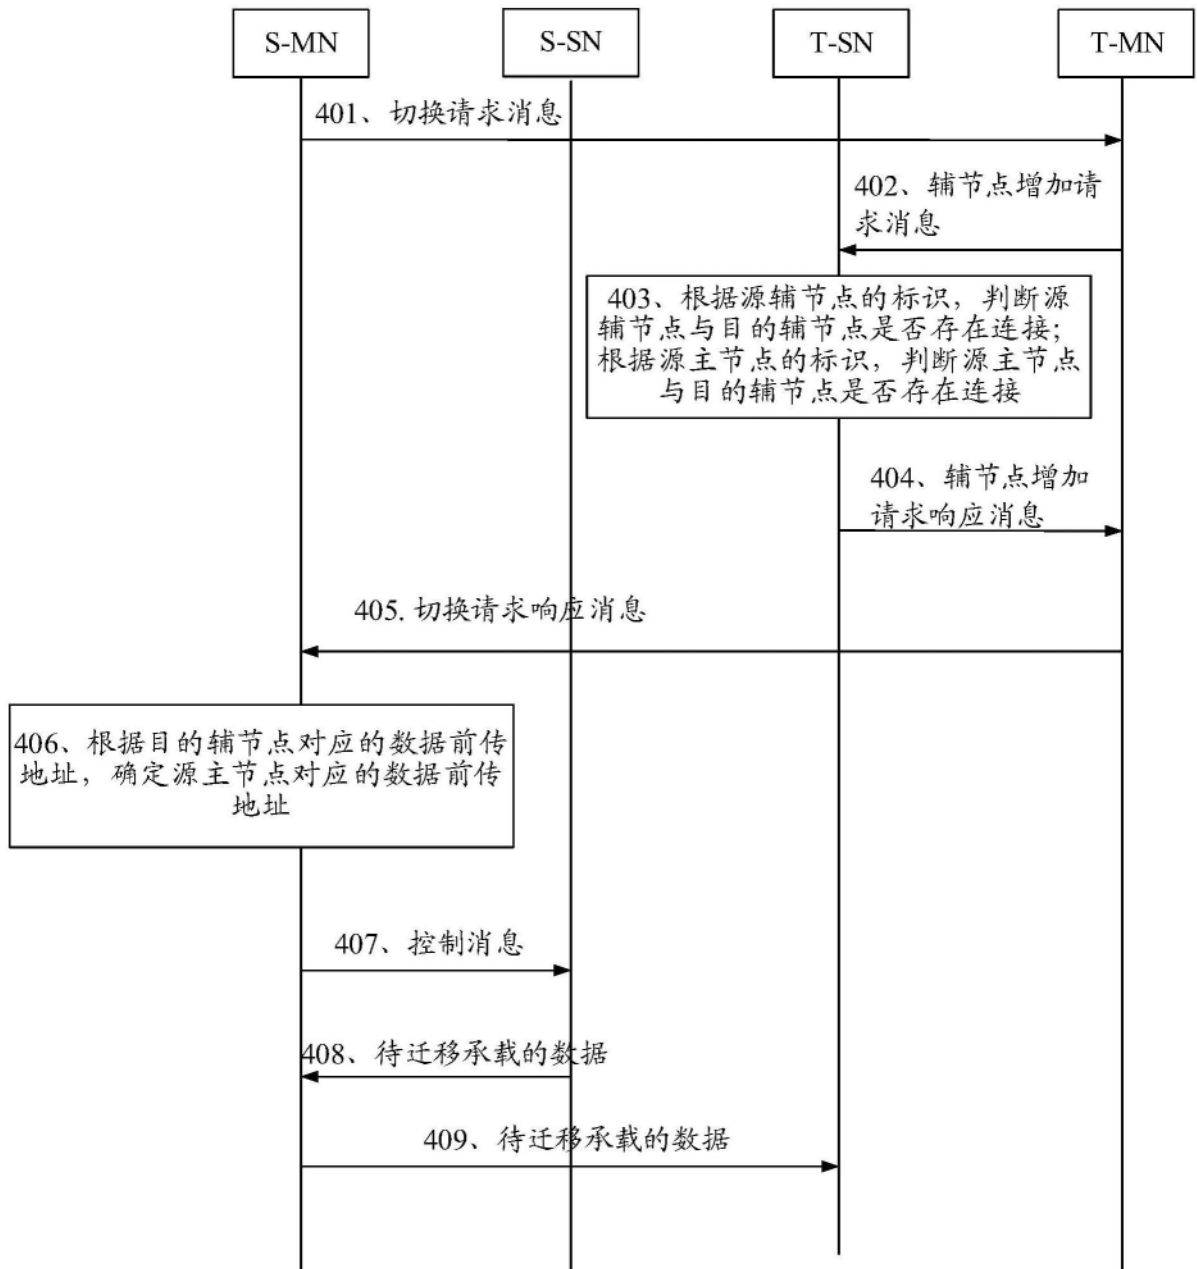 S-MN
S-SN
T-SN
T-MN
401、切换请求消息
402、辅节点增加请
求消息
403、根据源辅节点的标识，判断源
辅节点与目的辅节点是否存在连接；
根据源主节点的标识，判断源主节点
与目的辅节点是否存在连接
404、辅节点增加
请求响应消息
405.切换请求响应消息
406、根据目的辅节点对应的数据前传
地址，确定源主节点对应的数据前传
地址
407、控制消息
408、待迁移承载的数据
409、待迁移承载的数据